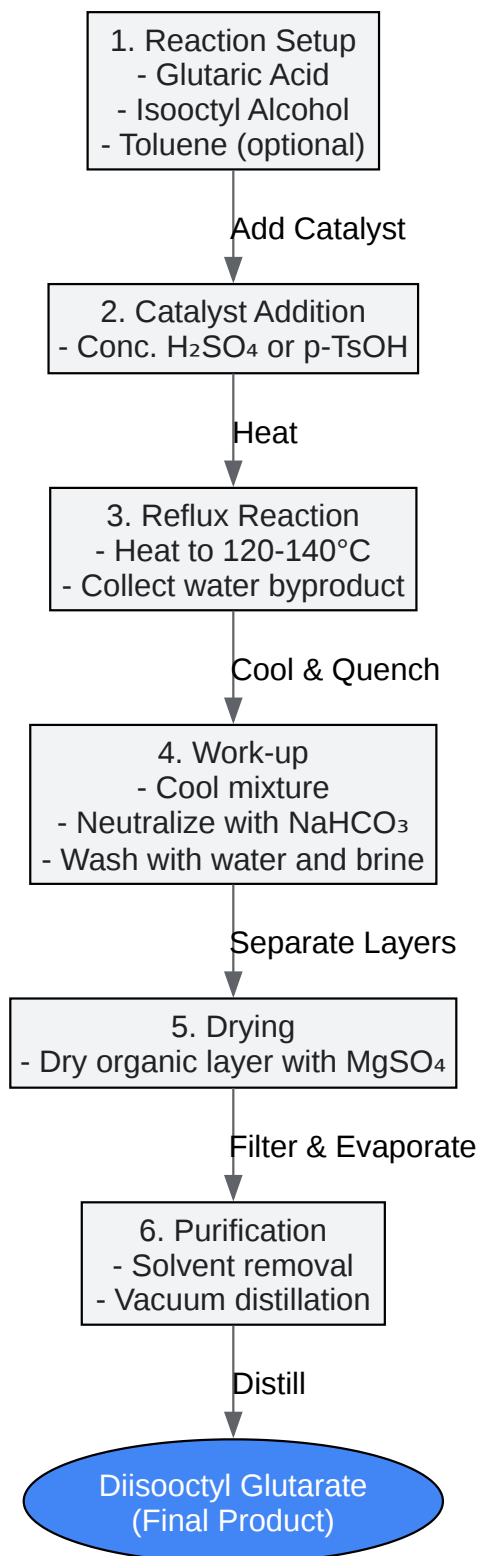 1. Reaction Setup
- Glutaric Acid
- Isooctyl Alcohol
- Toluene (optional)
Add Catalyst
2. Catalyst Addition
- Conc. H₂SO₄ or p-TsOH
Heat
3. Reflux Reaction
- Heat to 120-140°C
- Collect water byproduct
Cool & Quench
4. Work-up
- Cool mixture
- Neutralize with NaHCO₃
- Wash with water and brine
Separate Layers
5. Drying
- Dry organic layer with MgSO₄
Filter & Evaporate
6. Purification
- Solvent removal
- Vacuum distillation
Distill
Diisooctyl Glutarate
(Final Product)